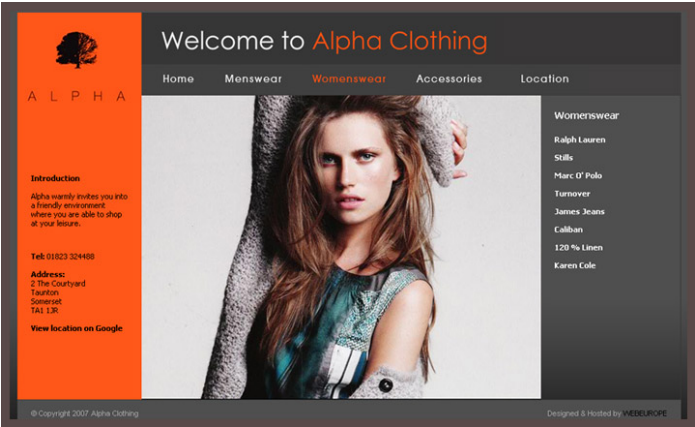 Welcome to Alpha Clothing
Home Menswear Womenswear Accessories Location
ALPHA
Introduction
Alpha warmly invites you into
a friendly environment
where you are able to shop
at your leisure.
Tel: 01823 324488
Address:
2 The Courtyard
Taunton
Somerset
TA1 1JR
View location on Google
Womenswear
Ralph Lauren
Stills
Marc O' Polo
Turnover
James Jeans
Caliban
120 % Linen
Karen Cole
© Copyright 2007 Alpha Clothing
Designed & Hosted by WEBEUROPE